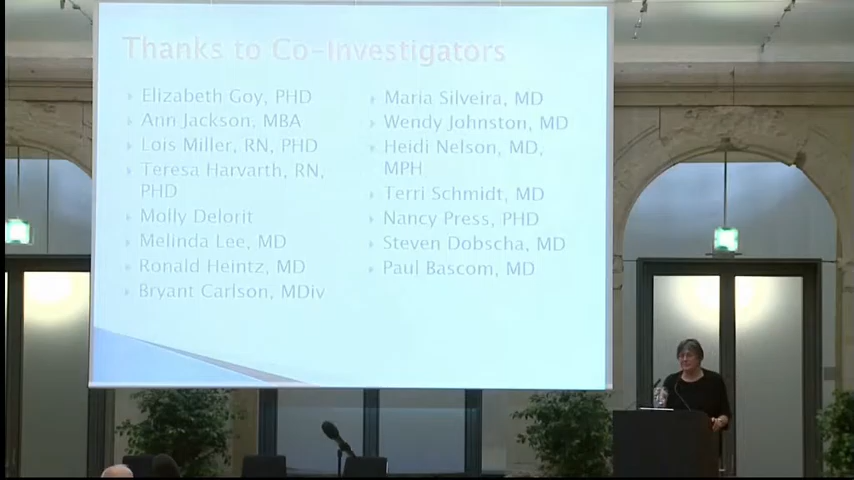 Thanks to Co-Investigators
Elizabeth Goy, PHD
Ann Jackson, MBA
Lois Miller, RN, PHD
Teresa Harvarth, RN,
PHD
Molly Delorit
Melinda Lee, MD
Ronald Heintz, MD
Bryant Carlson, MDiv
Maria Silveira, MD
Wendy Johnston, MD
Heidi Nelson, MD,
MPH
Terri Schmidt, MD
Nancy Press, PHD
Steven Dobscha, MD
Paul Bascom, MD